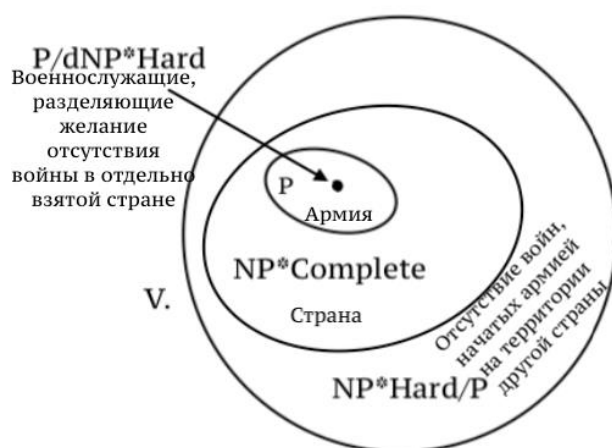 P/dNP*Hard
Военнослужащие,
разделяющие
желание
отсутствия
войны в отдельно
взятой стране
P
Армия
NP*Complete
V.
Страна
Отсутствие войн,
начатых армией
на территории
другой страны
NP*Hard/P